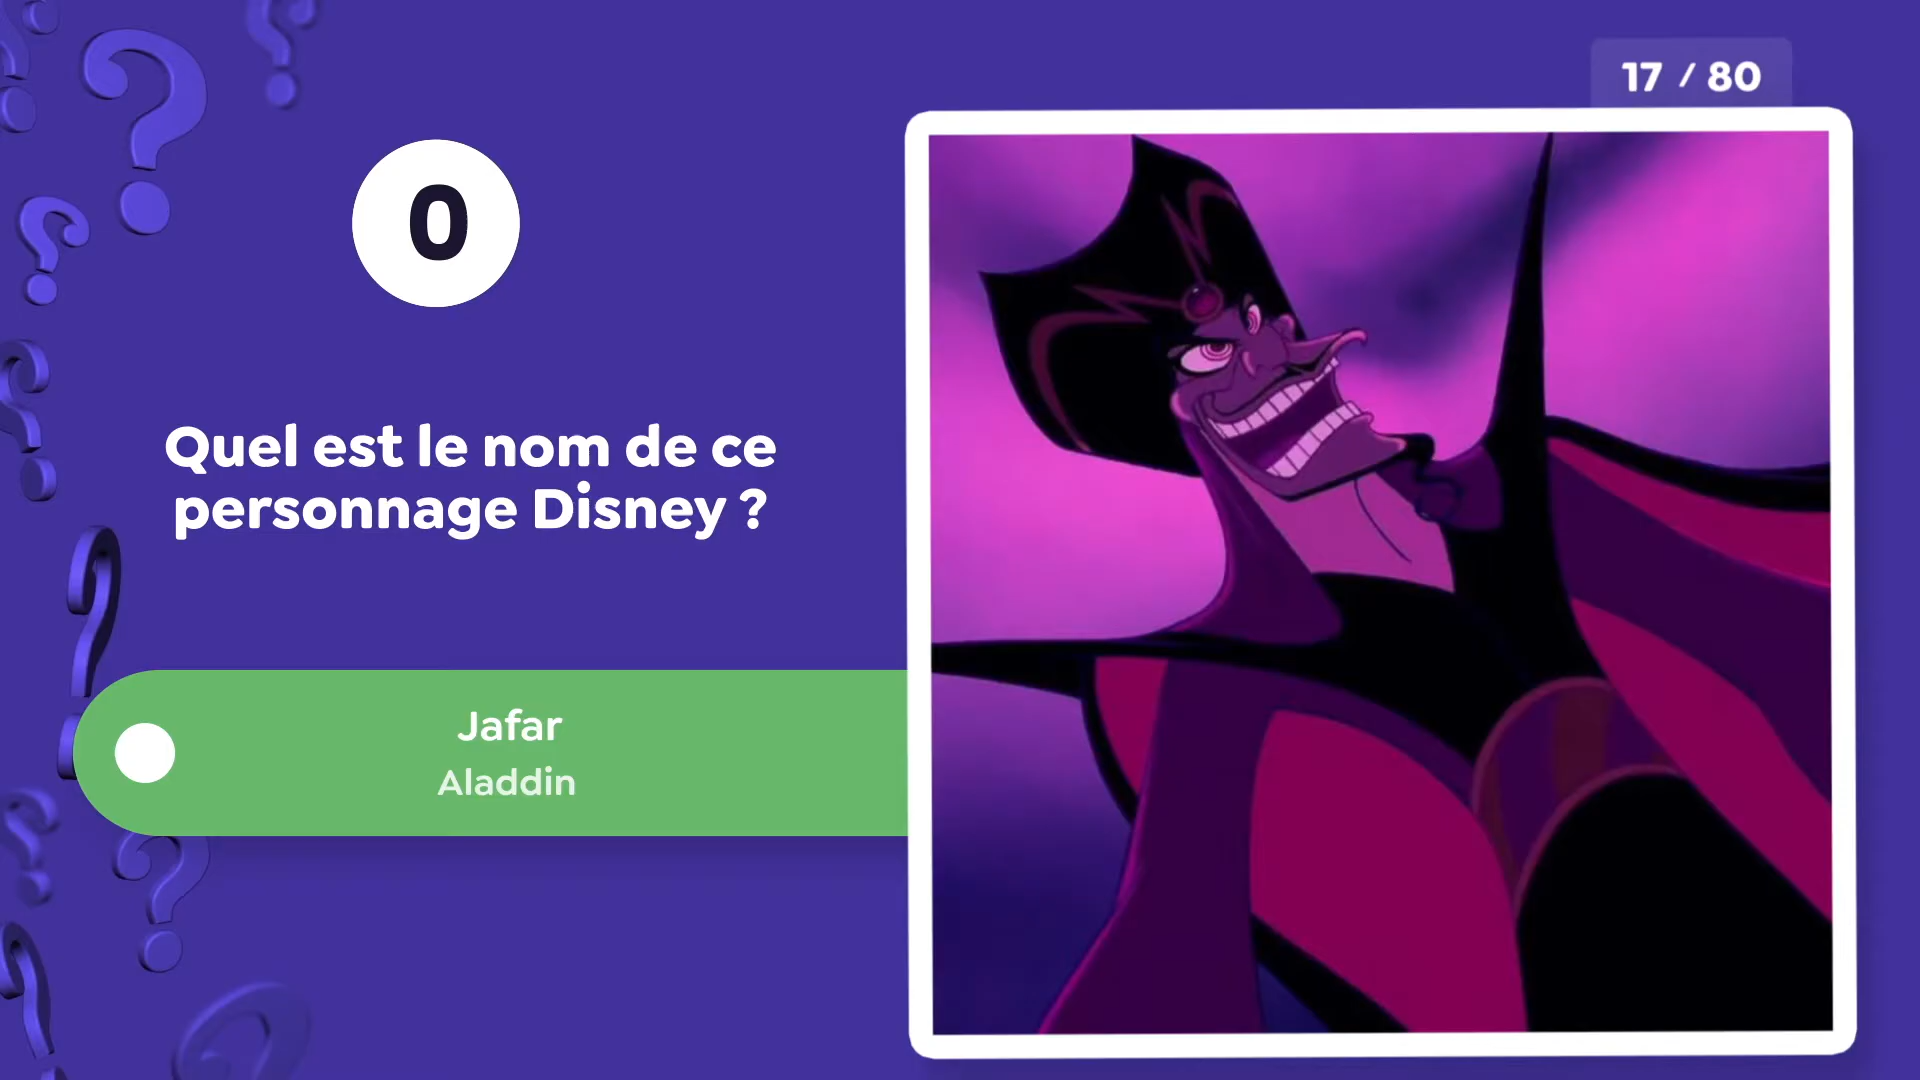 17 / 80
0
Quel est le nom de ce
personnage Disney ?
Jafar
Aladdin